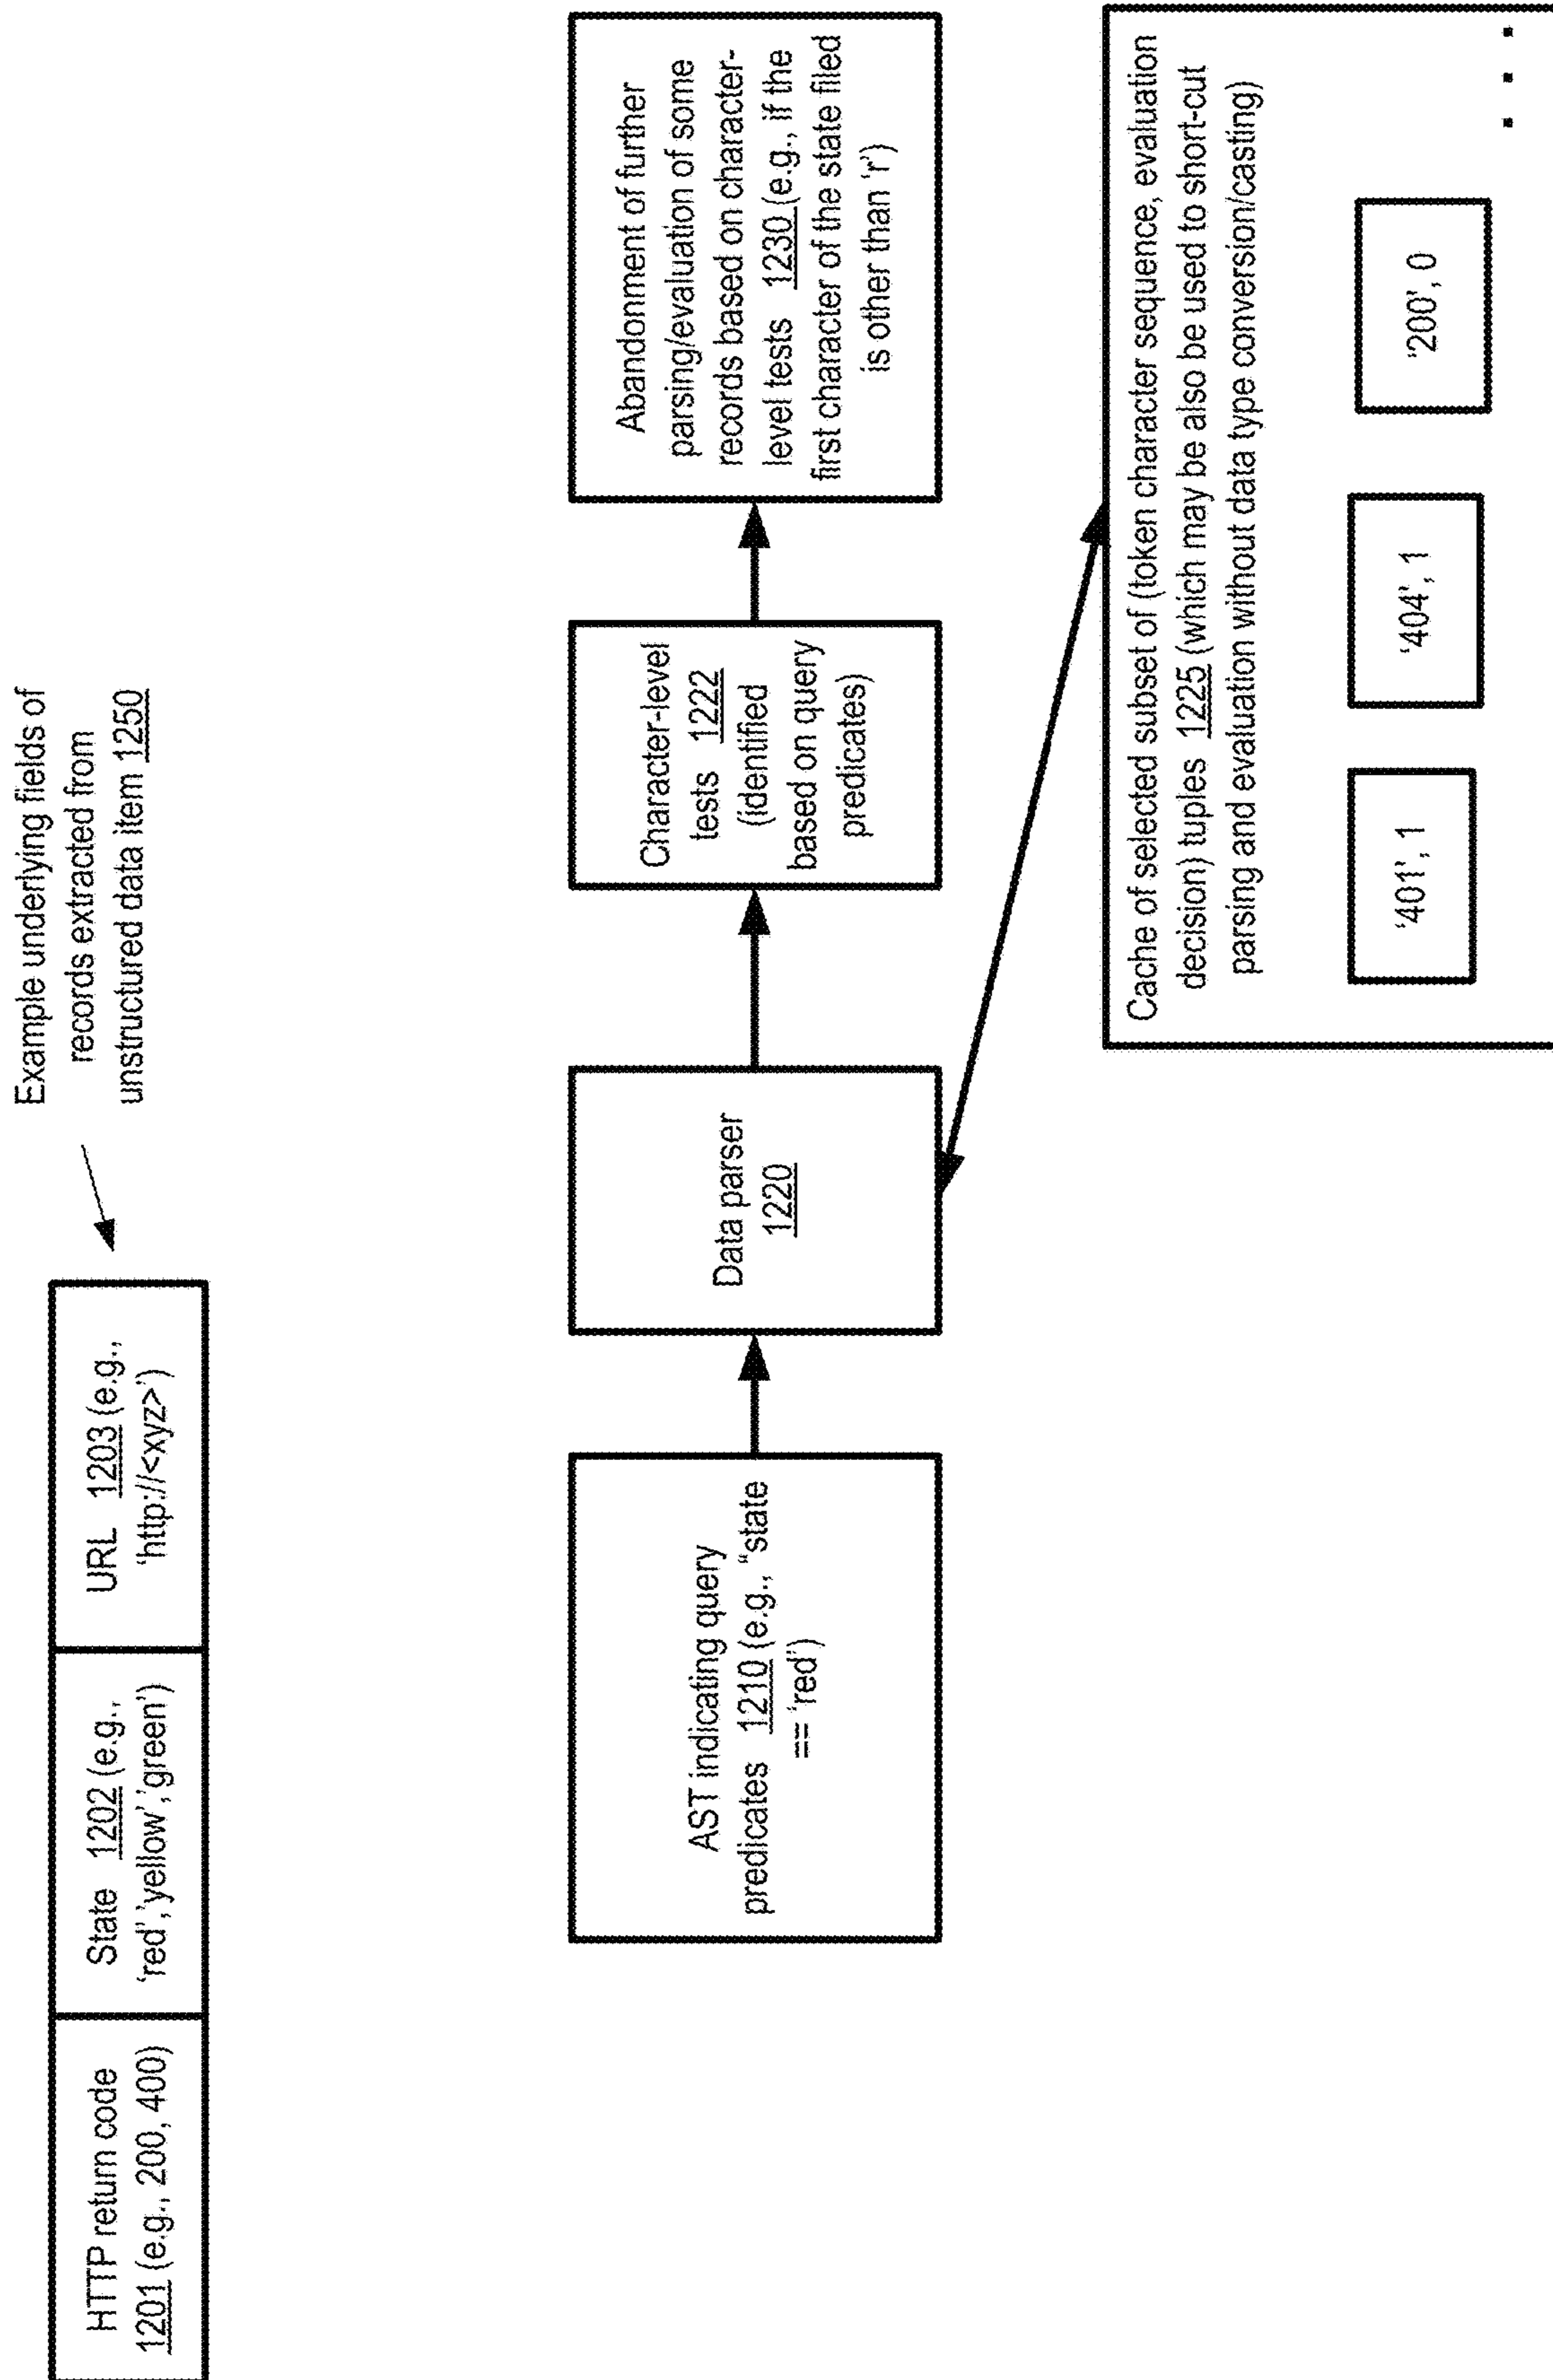 Example underlying fields of
records extracted from
unstructured data item 1250
HTTP return code
1201 (e.g., 200, 400)
State 1202 (e.g.,
‘red’,’yellow’,’green’)
URL 1203 (e.g.,
‘http://<xyz>’)
AST indicating query
predicates 1210 (e.g., “state
== ‘red’)
Data parser
1220
Character-level
tests 1222
(identified
based on query
predicates)
Abandonment of further
parsing/evaluation of some
records based on character-
level tests 1230 (e.g., if the
first character of the state filed
is other than ‘r’)
Cache of selected subset of (token character sequence, evaluation
decision) tuples 1225 (which may be also be used to short-cut
parsing and evaluation without data type conversion/casting)
‘401’, 1
‘404’, 1
‘200’, 0
. . .